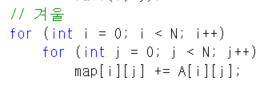 // 겨울
for (int i = 0; i < N; i++)
for (int j = 0; j < N; j++)
map[i][j] += A[i][j];